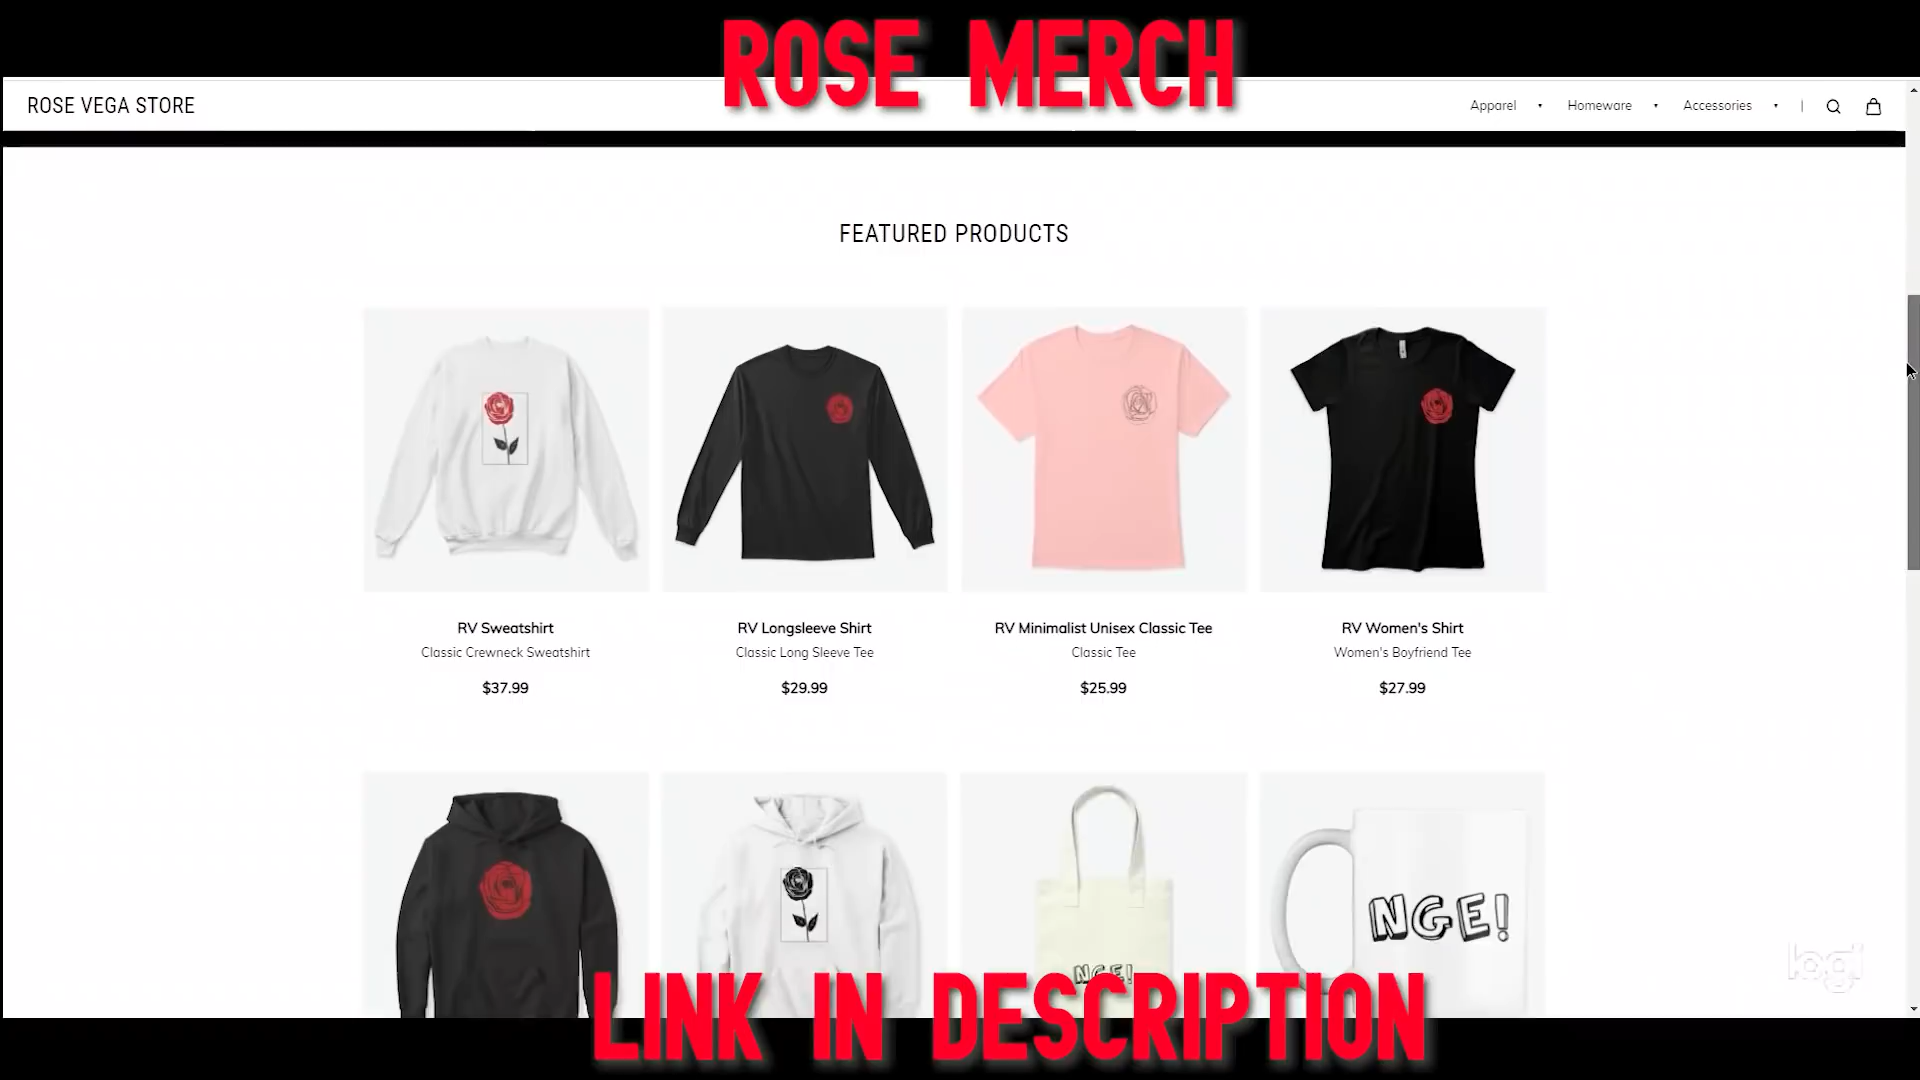 ROSE MERCH
ROSE VEGA STORE
Apparel
Homeware
Accessories
FEATURED PRODUCTS
RV Sweatshirt
Classic Crewneck Sweatshirt
$37.99
RV Longsleeve Shirt
Classic Long Sleeve Tee
$29.99
RV Minimalist Unisex Classic Tee
Classic Tee
$25.99
RV Women's Shirt
Women's Boyfriend Tee
$27.99
NGE!
NGE!
logi
LINK IN DESCRIPTION